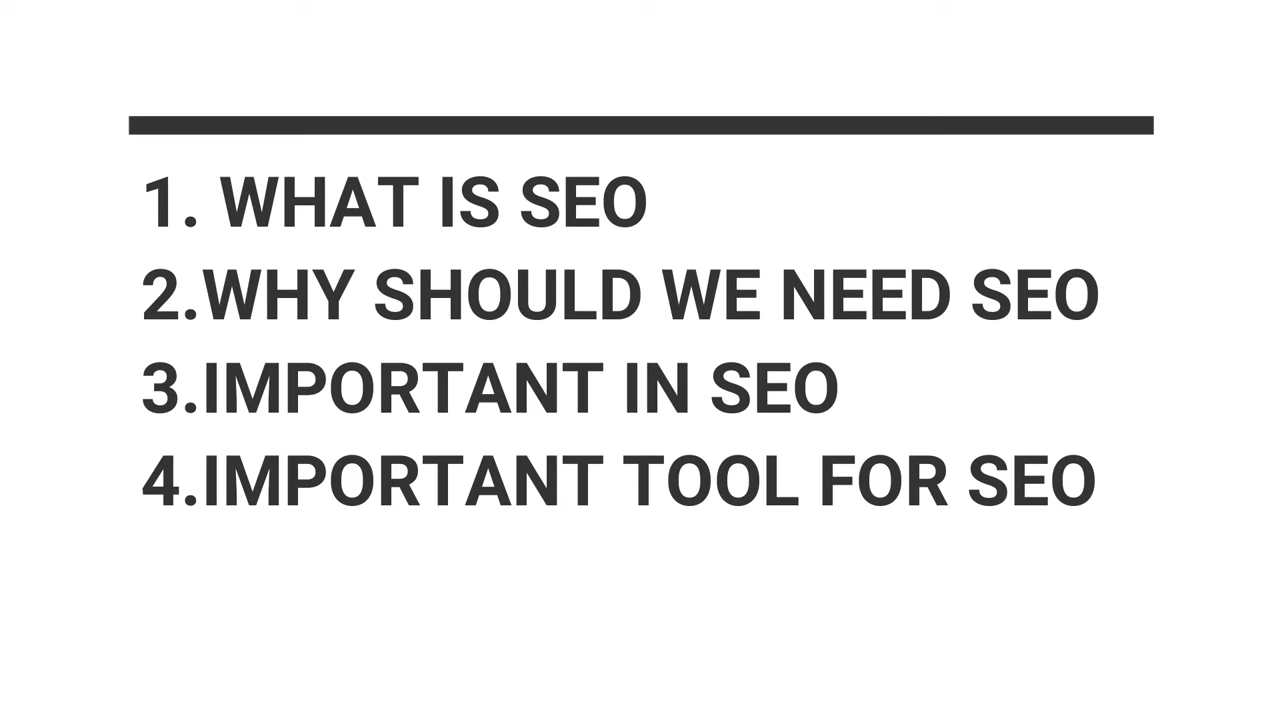 1. WHAT IS SEO
2.WHY SHOULD WE NEED SEO
3.IMPORTANT IN SEO
4.IMPORTANT TOOL FOR SEO